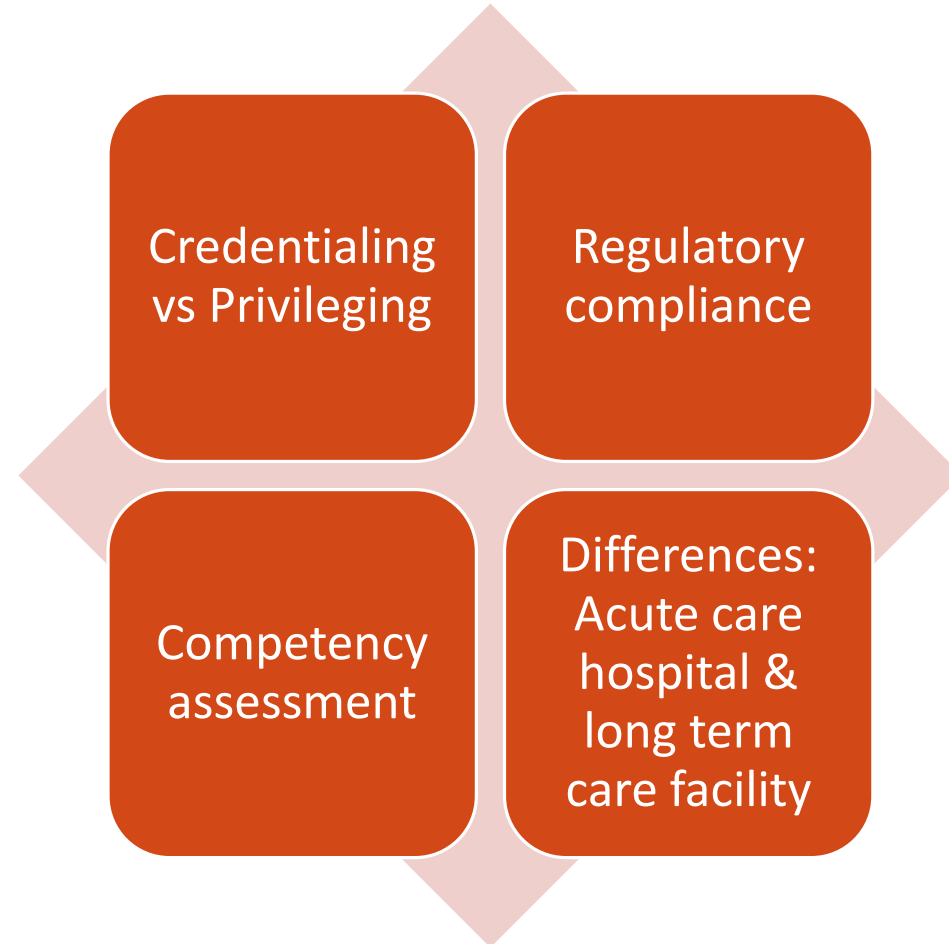 Credentialing
vs Privileging
Regulatory
compliance
Competency
assessment
Differences:
Acute care
hospital &
long term
care facility